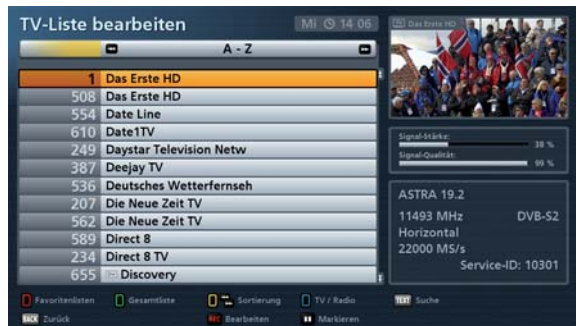 TV-Liste bearbeiten
Mi 14 06
Das Erste HD
A - Z
1 Das Erste HD
508 Das Erste HD
554 Date Line
610 Date1TV
249 Daystar Television Netw
387 Deejay TV
536 Deutsches Wetterfernseh
207 Die Neue Zeit TV
562 Die Neue Zeit TV
589 Direct 8
234 Direct 8 TV
655 Discovery
Signal-Stärke:
38 %
Signal-Qualität:
99 %
ASTRA 19.2
11493 MHz DVB-S2
Horizontal
22000 MS/s
Service-ID: 10301
Favoritenlisten Gesamtliste Sortierung TV / Radio TEXT Suche
BACK Zurück REC Bearbeiten Markieren